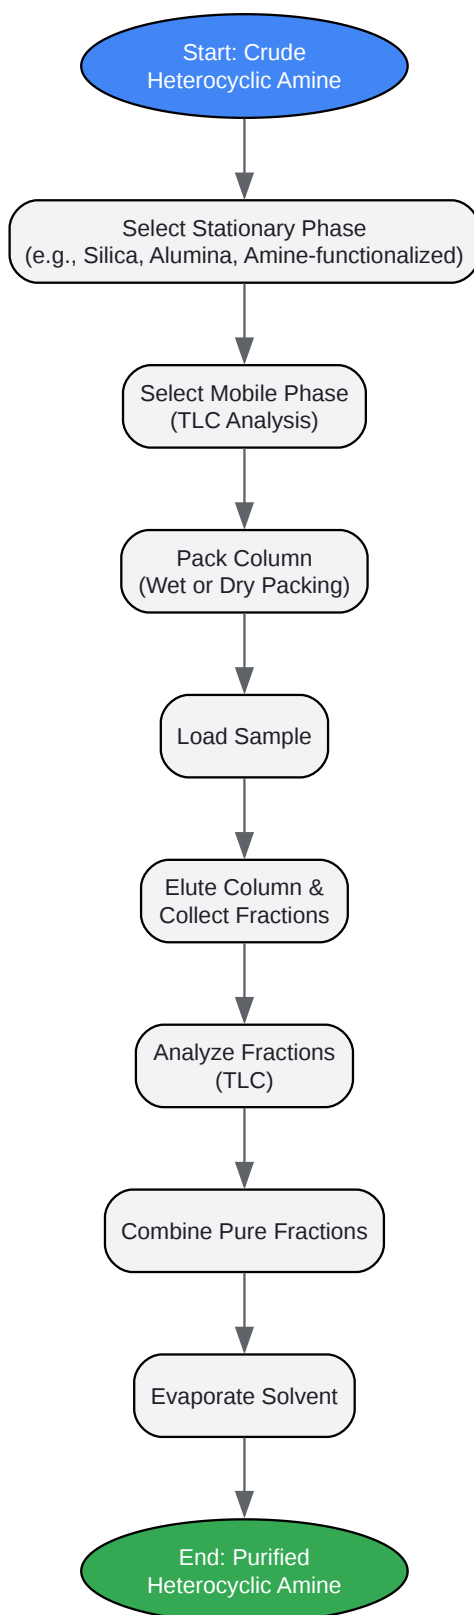 Start: Crude
Heterocyclic Amine
Select Stationary Phase
(e.g., Silica, Alumina, Amine-functionalized)
Select Mobile Phase
(TLC Analysis)
Pack Column
(Wet or Dry Packing)
Load Sample
Elute Column &
Collect Fractions
Analyze Fractions
(TLC)
Combine Pure Fractions
Evaporate Solvent
End: Purified
Heterocyclic Amine